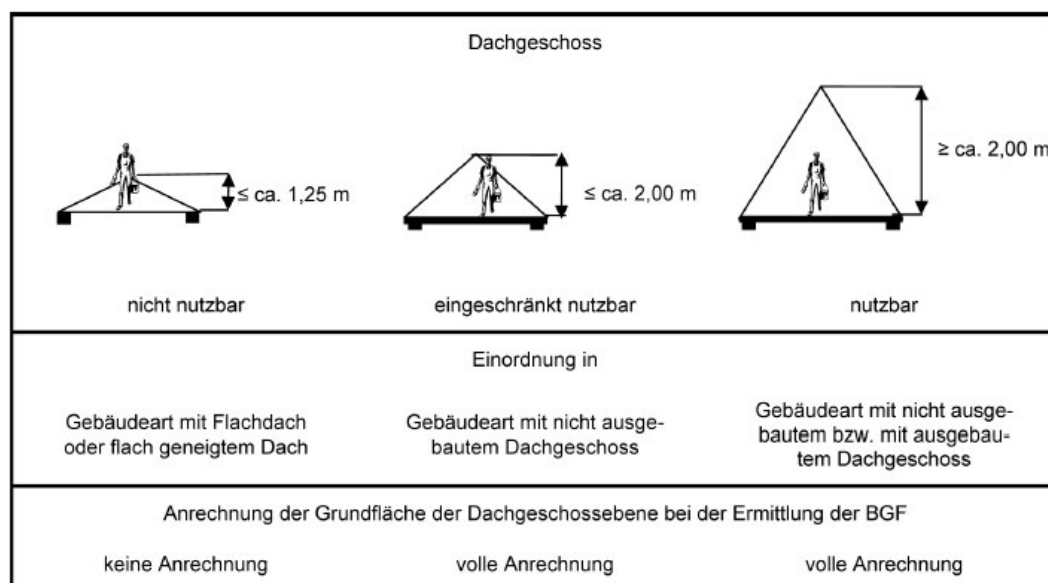 Dachgeschoss
≤ ca. 1,25 m
≤ ca. 2,00 m
≥ ca. 2,00 m
nicht nutzbar
eingeschränkt nutzbar
nutzbar
Einordnung in
Gebäudeart mit Flachdach
oder flach geneigtem Dach
Gebäudeart mit nicht ausge-
bautem Dachgeschoss
Gebäudeart mit nicht ausge-
bautem bzw. mit ausgebau-
tem Dachgeschoss
Anrechnung der Grundfläche der Dachgeschossebene bei der Ermittlung der BGF
keine Anrechnung
volle Anrechnung
volle Anrechnung